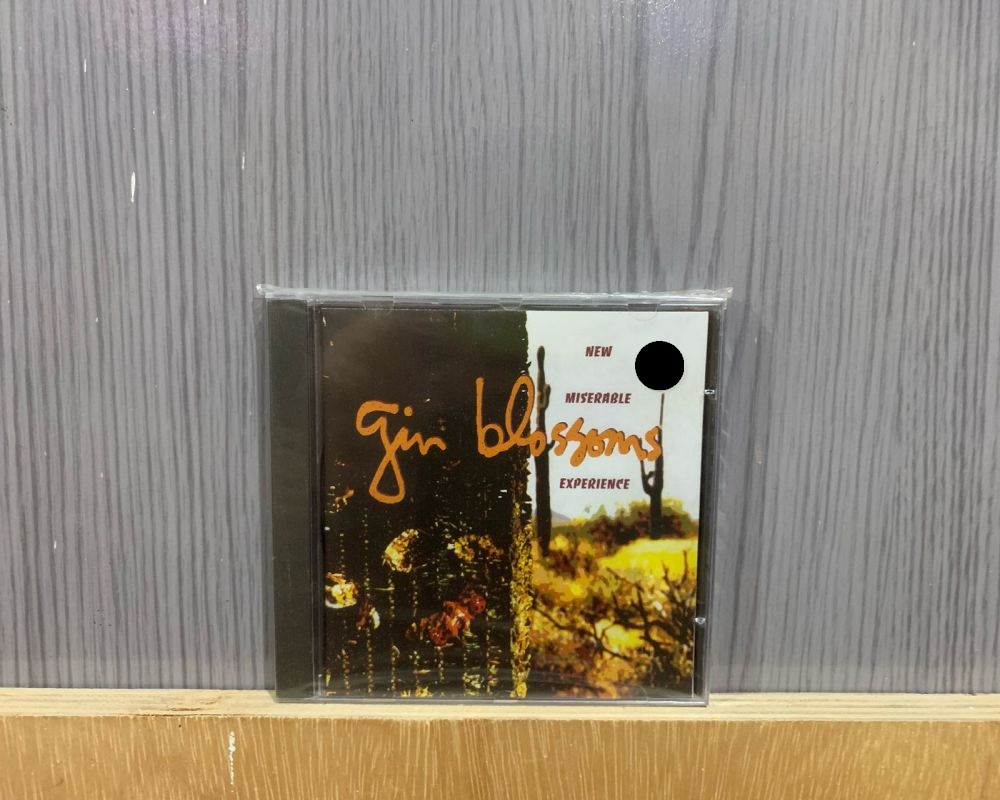 NEW
MISERABLE
gin blossoms
EXPERIENCE